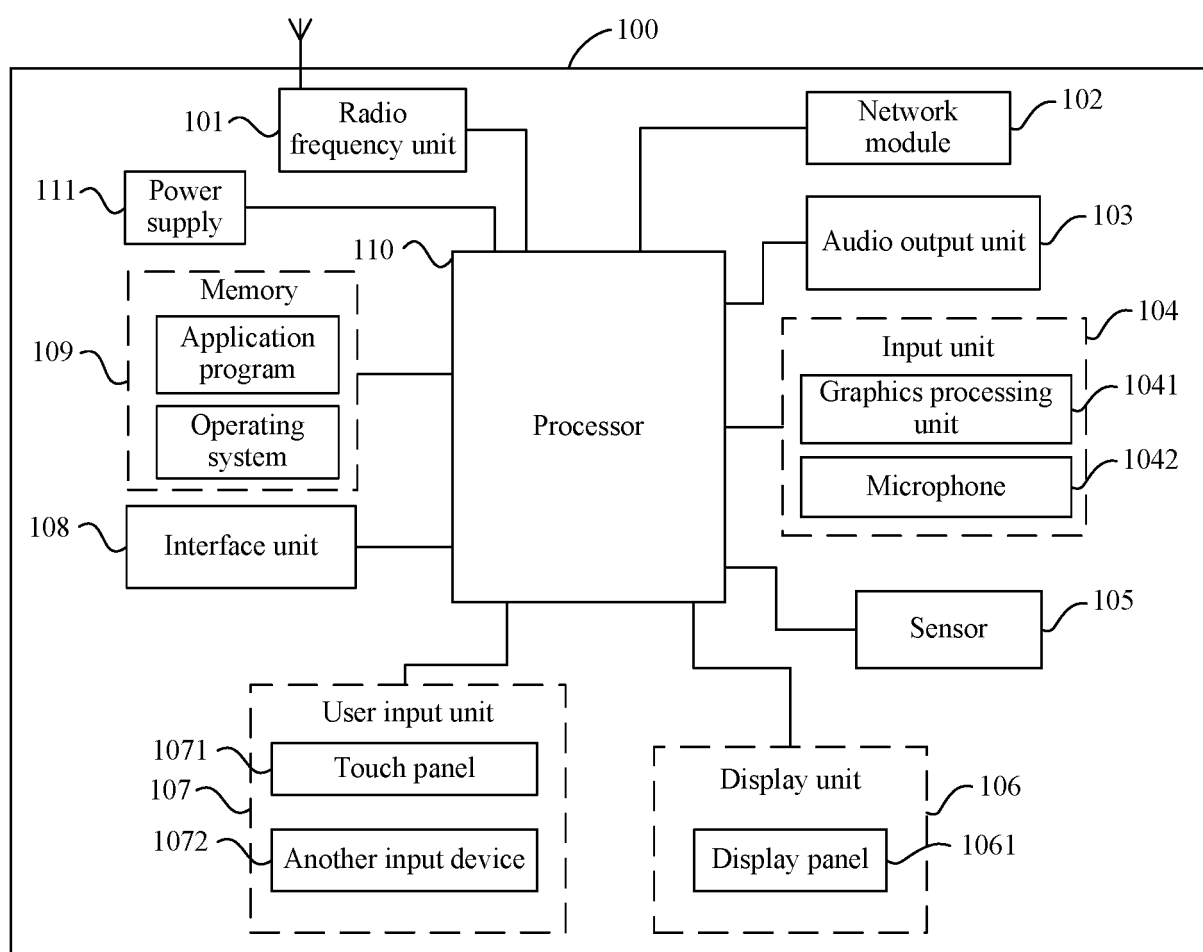 100
101
Radio
frequency unit
Network
module
102
111
Power
supply
110
Audio output unit
103
Memory
Application
program
Operating
system
109
Processor
Input unit
104
Graphics processing
unit
1041
Microphone
1042
108
Interface unit
Sensor
105
User input unit
1071
Touch panel
107
1072
Another input device
Display unit
106
Display panel
1061